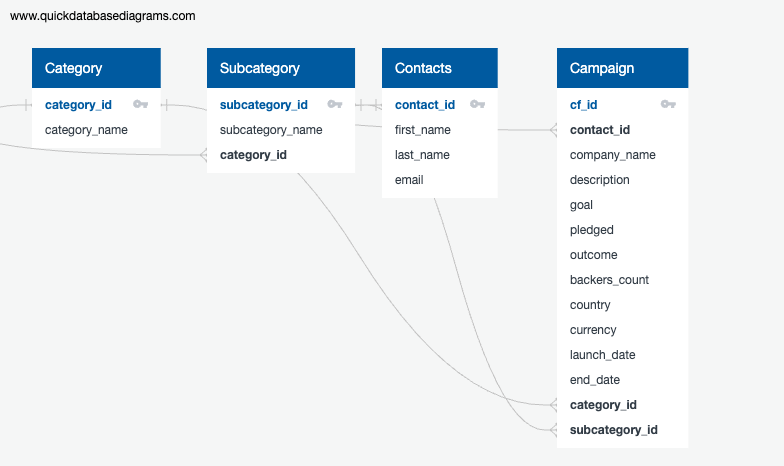 www.quickdatabasediagrams.com
Category
category_id
category_name
Subcategory
subcategory_id
subcategory_name
category_id
Contacts
contact_id
first_name
last_name
email
Campaign
cf_id
contact_id
company_name
description
goal
pledged
outcome
backers_count
country
currency
launch_date
end_date
category_id
subcategory_id